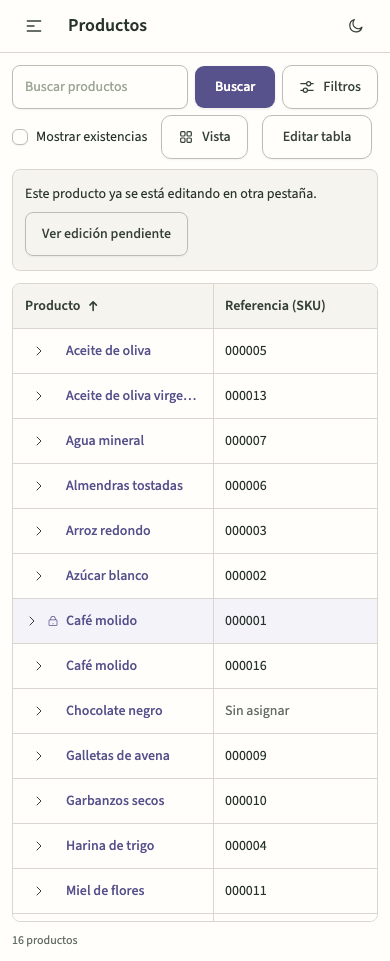 Productos
Buscar productos
Buscar
Filtros
Mostrar existencias
Vista
Editar tabla
Este producto ya se está editando en otra pestaña.
Ver edición pendiente
Producto
Referencia (SKU)
Aceite de oliva
000005
Aceite de oliva virge…
000013
Agua mineral
000007
Almendras tostadas
000006
Arroz redondo
000003
Azúcar blanco
000002
Café molido
000001
Café molido
000016
Chocolate negro
Sin asignar
Galletas de avena
000009
Garbanzos secos
000010
Harina de trigo
000004
Miel de flores
000011
16 productos